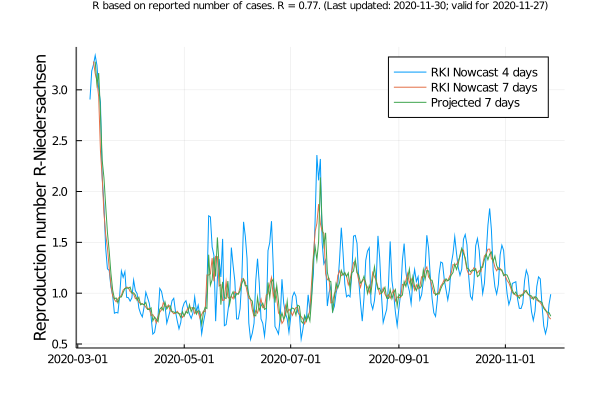 R based on reported number of cases. R = 0.77. (Last updated: 2020-11-30; valid for 2020-11-27)
Reproduction number R-Niedersachsen
RKI Nowcast 4 days
RKI Nowcast 7 days
Projected 7 days
3.0
2.5
2.0
1.5
1.0
0.5
2020-03-01 2020-05-01 2020-07-01 2020-09-01 2020-11-01